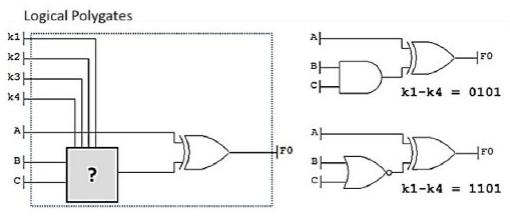 Logical Polygates
k1
k2
k3
k4
A
B
C
?
F0
A
B
C
F0
k1-k4 = 0101
A
B
C
F0
k1-k4 = 1101